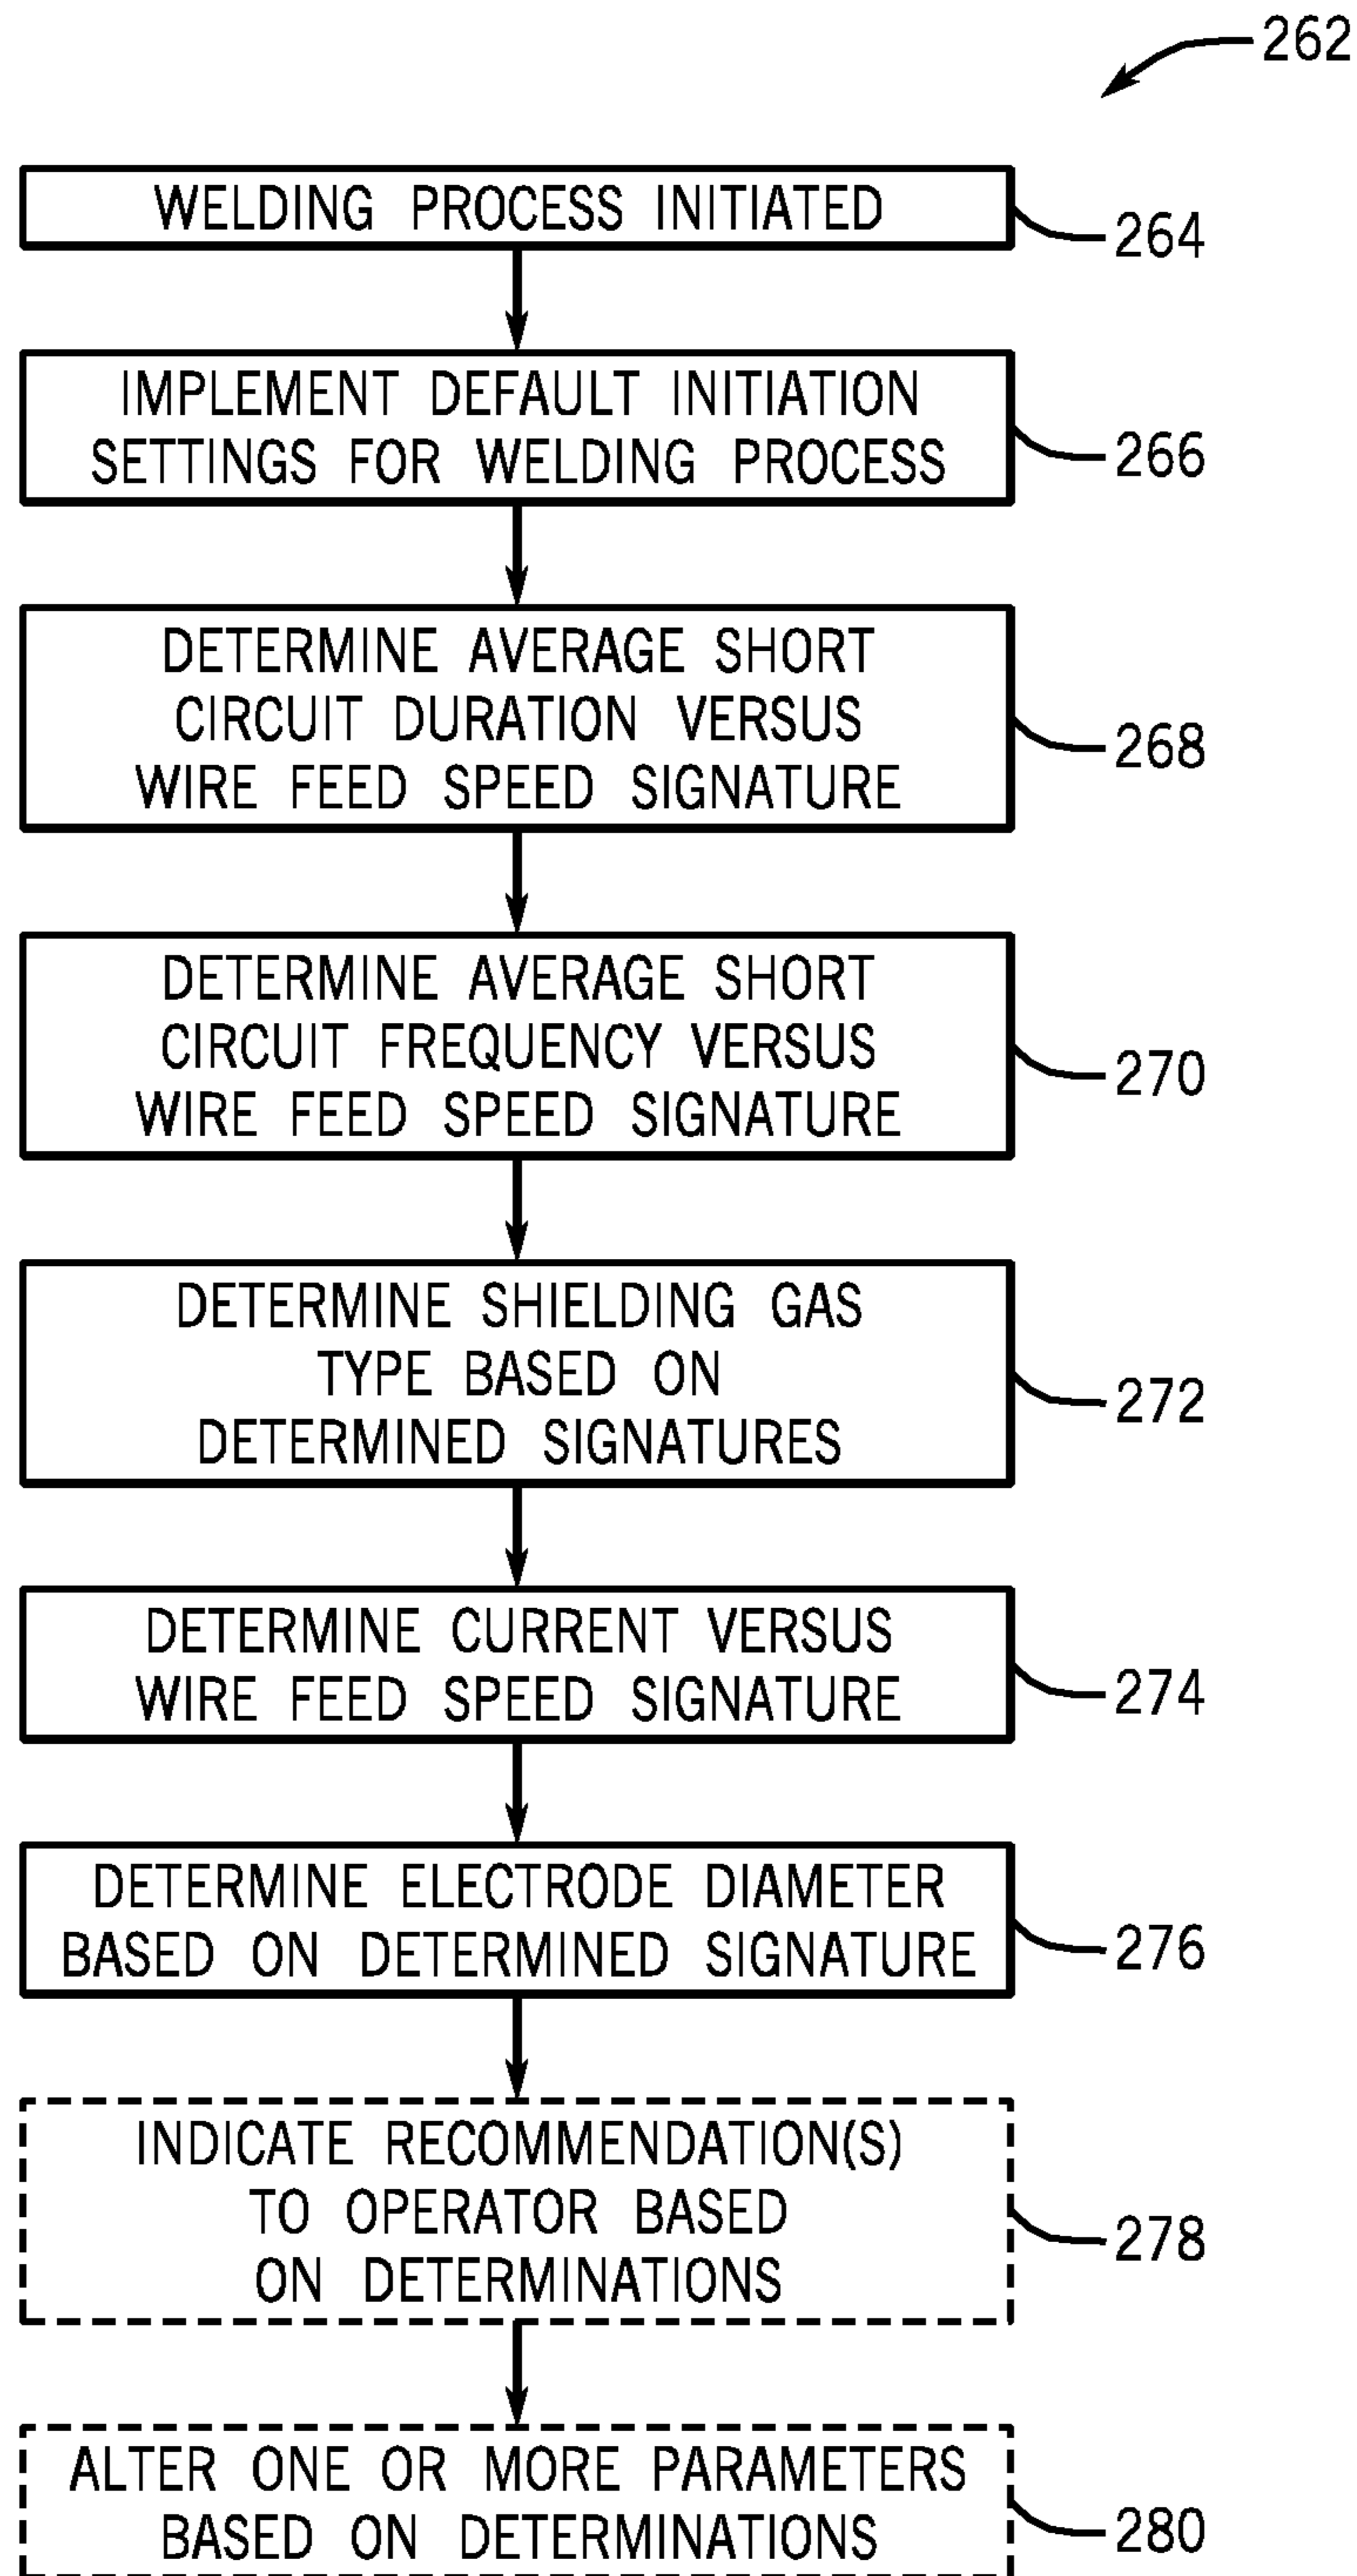 262
WELDING PROCESS INITIATED
264
IMPLEMENT DEFAULT INITIATION
SETTINGS FOR WELDING PROCESS
266
DETERMINE AVERAGE SHORT
CIRCUIT DURATION VERSUS
WIRE FEED SPEED SIGNATURE
268
DETERMINE AVERAGE SHORT
CIRCUIT FREQUENCY VERSUS
WIRE FEED SPEED SIGNATURE
270
DETERMINE SHIELDING GAS
TYPE BASED ON
DETERMINED SIGNATURES
272
DETERMINE CURRENT VERSUS
WIRE FEED SPEED SIGNATURE
274
DETERMINE ELECTRODE DIAMETER
BASED ON DETERMINED SIGNATURE
276
INDICATE RECOMMENDATION(S)
TO OPERATOR BASED
ON DETERMINATIONS
278
ALTER ONE OR MORE PARAMETERS
BASED ON DETERMINATIONS
280